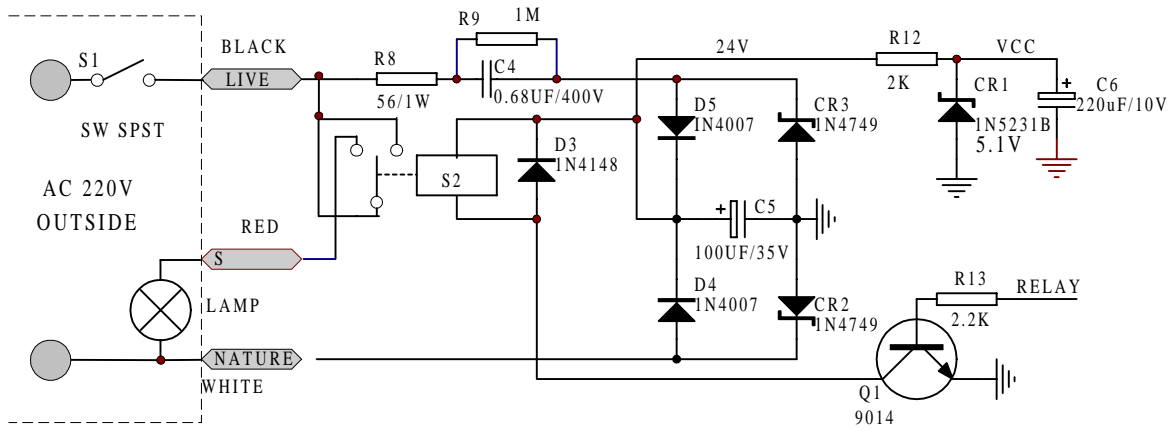 R9
1M
S1
BLACK
LIVE
R8
56/1W
C4
0.68UF/400V
24V
R12
2K
VCC
C6
220uF/10V
CR1
1N5231B
5.1V
SW SPST
D5
IN4007
CR3
1N4749
D3
1N4148
S2
AC 220V
OUTSIDE
C5
100UF/35V
RED
S
LAMP
D4
1N4007
CR2
1N4749
R13
2.2K
RELAY
NATURE
WHITE
Q1
9014